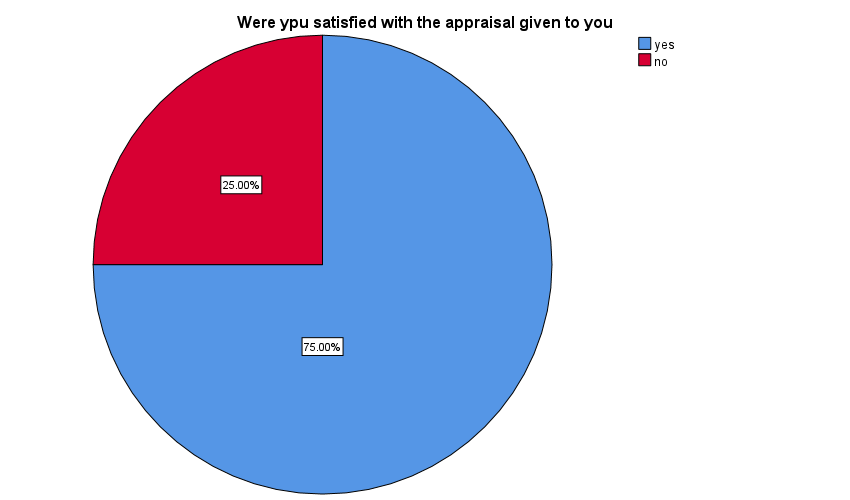 Were ypu satisfied with the appraisal given to you
yes
no
25.00%
75.00%